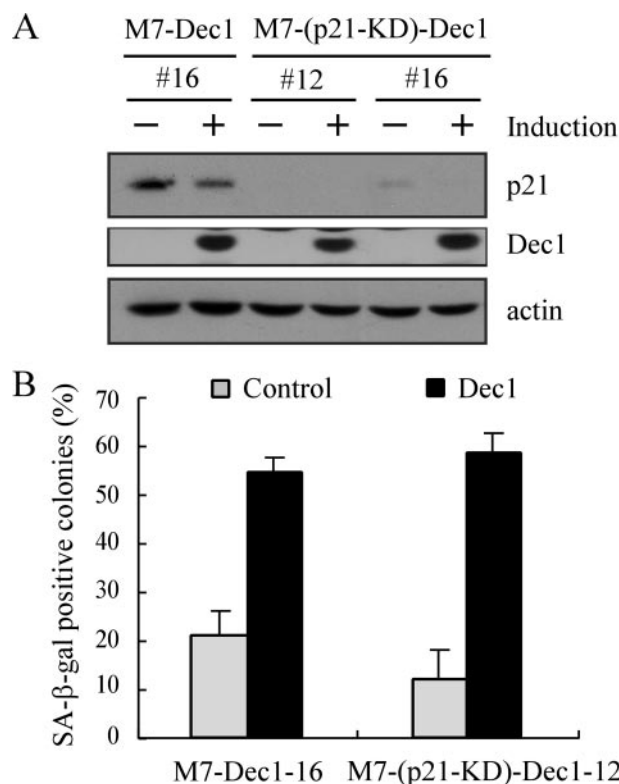 A
M7-Dec1 M7-(p21-KD)-Dec1
#16 #12 #16
− + − + − + Induction
p21
Dec1
actin
B
Control Dec1
SA-β-gal positive colonies (%)
70
60
50
40
30
20
10
0
M7-Dec1-16 M7-(p21-KD)-Dec1-12